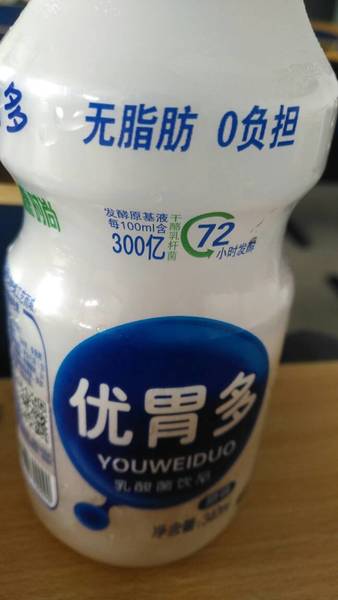 多
无脂肪 0负担
发酵原基液
每100ml含
300亿
干酪乳杆菌
72
小时发酵
时尚
优胃多
YOUWEIDUO
乳酸菌饮品
净含量: